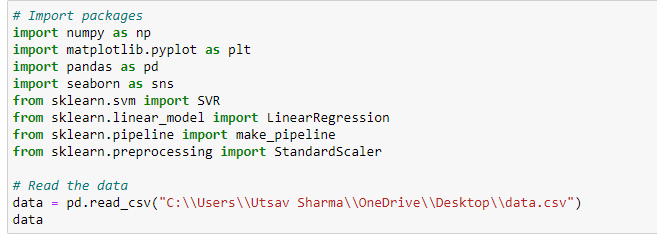 # Import packages
import numpy as np
import matplotlib.pyplot as plt
import pandas as pd
import seaborn as sns
from sklearn.svm import SVR
from sklearn.linear_model import LinearRegression
from sklearn.pipeline import make_pipeline
from sklearn.preprocessing import StandardScaler

# Read the data
data = pd.read_csv("C:\\Users\\Utsav Sharma\\OneDrive\\Desktop\\data.csv")
data